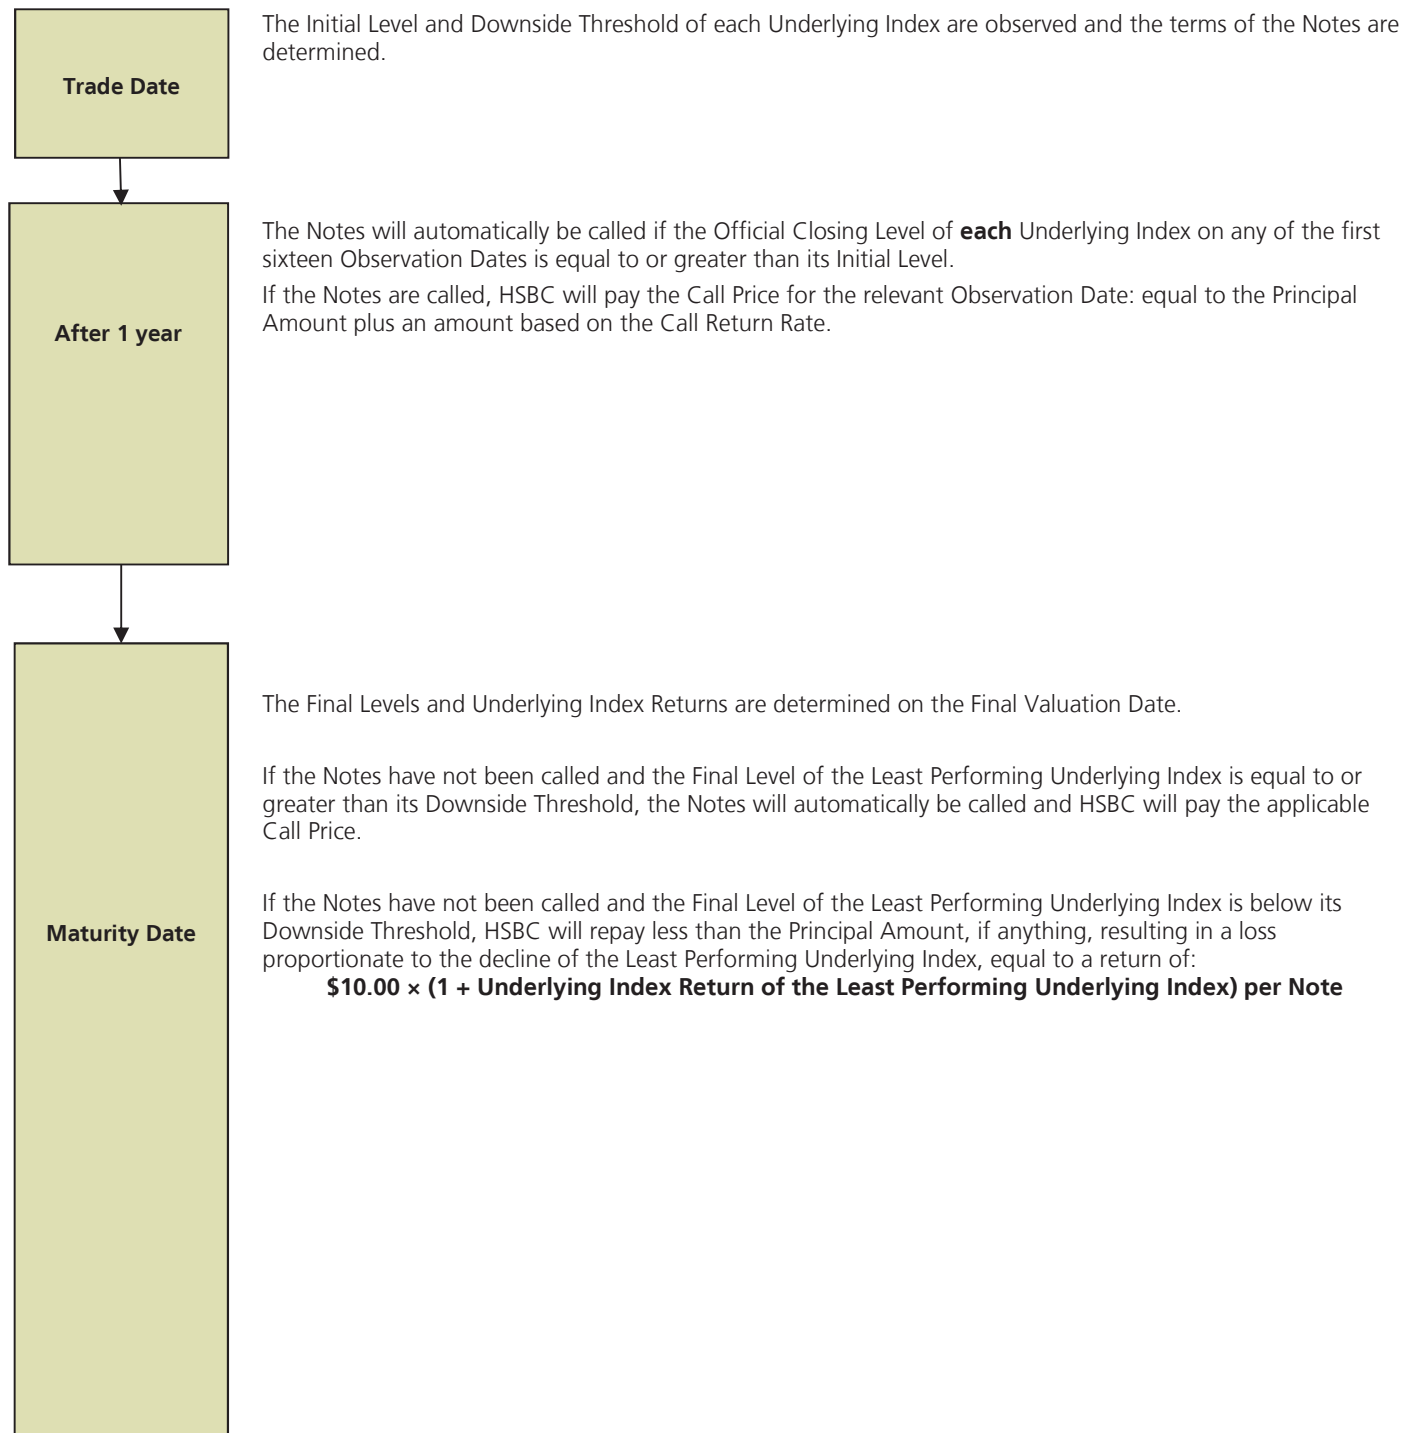 Trade Date
The Initial Level and Downside Threshold of each Underlying Index are observed and the terms of the Notes are
determined.
After 1 year
The Notes will automatically be called if the Official Closing Level of each Underlying Index on any of the first
sixteen Observation Dates is equal to or greater than its Initial Level.
If the Notes are called, HSBC will pay the Call Price for the relevant Observation Date: equal to the Principal
Amount plus an amount based on the Call Return Rate.
Maturity Date
The Final Levels and Underlying Index Returns are determined on the Final Valuation Date.
If the Notes have not been called and the Final Level of the Least Performing Underlying Index is equal to or
greater than its Downside Threshold, the Notes will automatically be called and HSBC will pay the applicable
Call Price.
If the Notes have not been called and the Final Level of the Least Performing Underlying Index is below its
Downside Threshold, HSBC will repay less than the Principal Amount, if anything, resulting in a loss
proportionate to the decline of the Least Performing Underlying Index, equal to a return of:
$10.00 × (1 + Underlying Index Return of the Least Performing Underlying Index) per Note